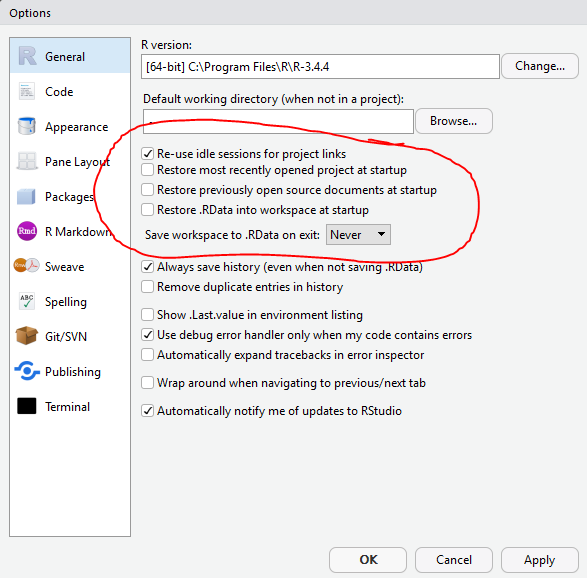 Options
General
Code
Appearance
Pane Layout
Packages
R Markdown
Sweave
Spelling
Git/SVN
Publishing
Terminal
R version:
[64-bit] C:\Program Files\R\R-3.4.4
Change...
Default working directory (when not in a project):
~
Browse...
Re-use idle sessions for project links
Restore most recently opened project at startup
Restore previously open source documents at startup
Restore .RData into workspace at startup
Save workspace to .RData on exit: Never
Always save history (even when not saving .RData)
Remove duplicate entries in history
Show .Last.value in environment listing
Use debug error handler only when my code contains errors
Automatically expand tracebacks in error inspector
Wrap around when navigating to previous/next tab
Automatically notify me of updates to RStudio
OK Cancel Apply